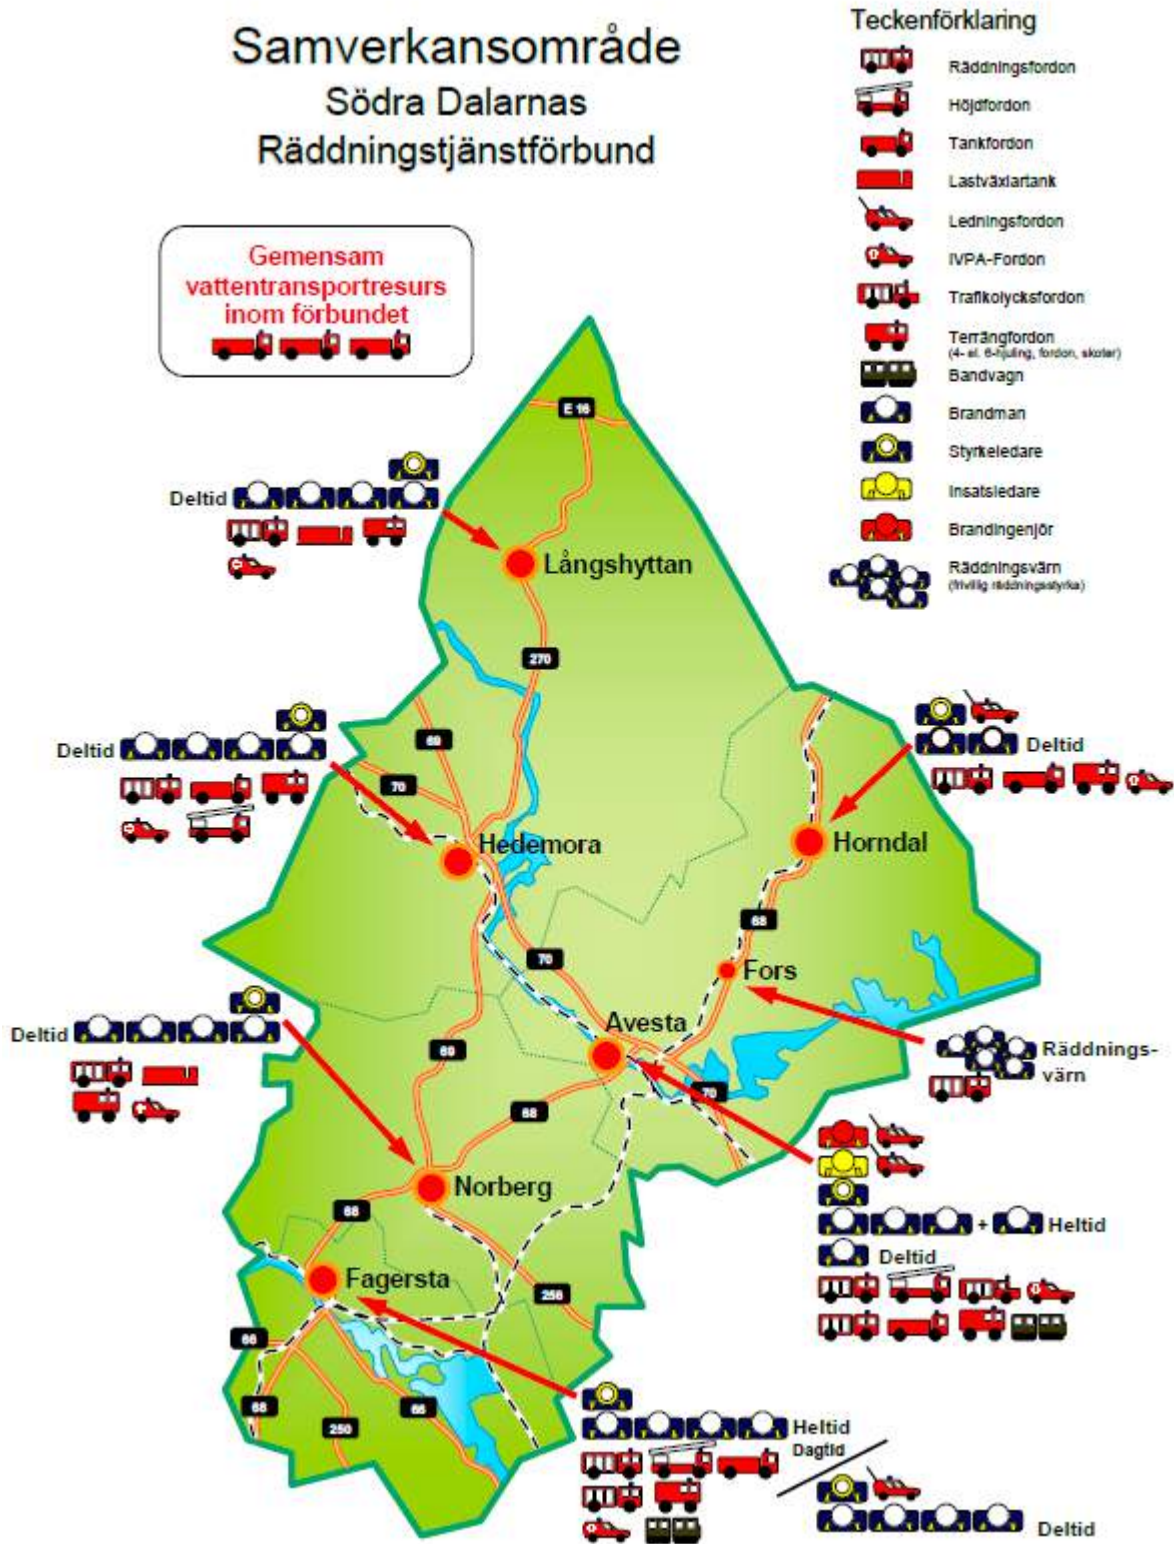 Samverkansområde
Södra Dalarnas
Räddningstjänstförbund
Teckenförklaring
Räddningsfordon
Höjdfordon
Tankfordon
Lastväxlartank
Ledningsfordon
IVPA-Fordon
Trafikolycksfordon
Terrängfordon
(4- el. 6-hjuling, fordon, skoter)
Bandvagn
Brandman
Styrkeledare
Insatsledare
Brandingenjör
Räddningsvärn
(frivillig räddningsstyrka)
Gemensam
vattentransportresurs
inom förbundet
E 16
Deltid
Långshyttan
270
69
Deltid
70
Deltid
Hedemora
Horndal
68
70
Fors
Avesta
Deltid
69
Räddnings-
värn
70
68
Norberg
68
+ Heltid
Deltid
Fagersta
256
66
68
66
250
Heltid
Dagtid
Deltid